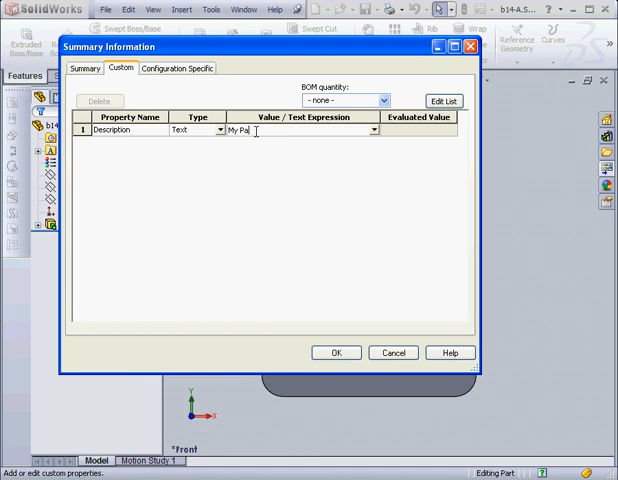 SolidWorks
File
Edit
View
Insert
Tools
Window
Help
b14-A.S...
Extruded
Boss/Base
Swept Boss/Base
Swept Cut
Rib
Wrap
Reference
Geometry
Curves
Features
Summary Information
Summary
Custom
Configuration Specific
BOM quantity:
Delete
- none -
Edit List
Property Name
Type
Value / Text Expression
Evaluated Value
1
Description
Text
My Pa
OK
Cancel
Help
b14
Y
X
*Front
Model
Motion Study 1
Add or edit custom properties.
Editing Part